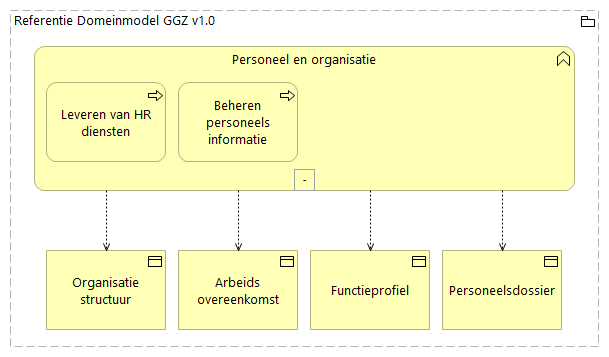 Referentie Domeinmodel GGZ v1.0
Personeel en organisatie
Leveren van HR
diensten
Beheren
personeels
informatie
-
Organisatie
structuur
Arbeids
overeenkomst
Functieprofiel
Personeelsdossier